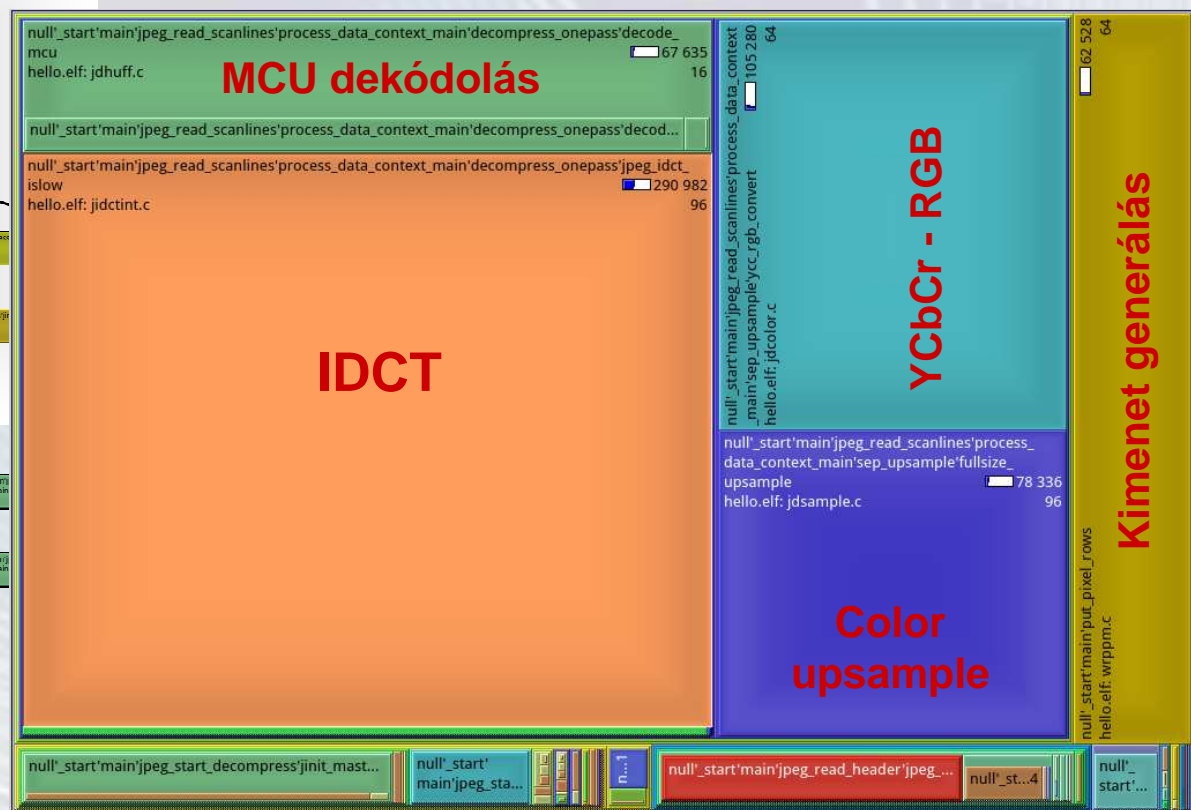 null'_start'main'jpeg_read_scanlines'process_data_context_main'decompress_onepass'decode_
mcu
67 635
hello.elf: jdhuff.c
16
MCU dekódolás
null'_start'main'jpeg_read_scanlines'process_data_context_main'decompress_onepass'decod...
null'_start'main'jpeg_read_scanlines'process_data_context_main'decompress_onepass'jpeg_idct_
islow
290 982
hello.elf: jidctint.c
96
IDCT
null'_start'main'jpeg_read_scanlines'process_data_context
_main'sep_upsample'ycc_rgb_convert
105 280
hello.elf: jdcolor.c
64
YCbCr - RGB
null'_start'main'jpeg_read_scanlines'process_
data_context_main'sep_upsample'fullsize_
upsample
78 336
hello.elf: jdsample.c
96
Color
upsample
null'_start'main'put_pixel_rows
62 528
hello.elf: wrppm.c
64
Kimenet generálás
null'_start'main'jpeg_start_decompress'jinit_mast...
null'_start'
main'jpeg_sta...
n...1
null'_start'main'jpeg_read_header'jpeg_...
null'_st...4
null'_
start'...